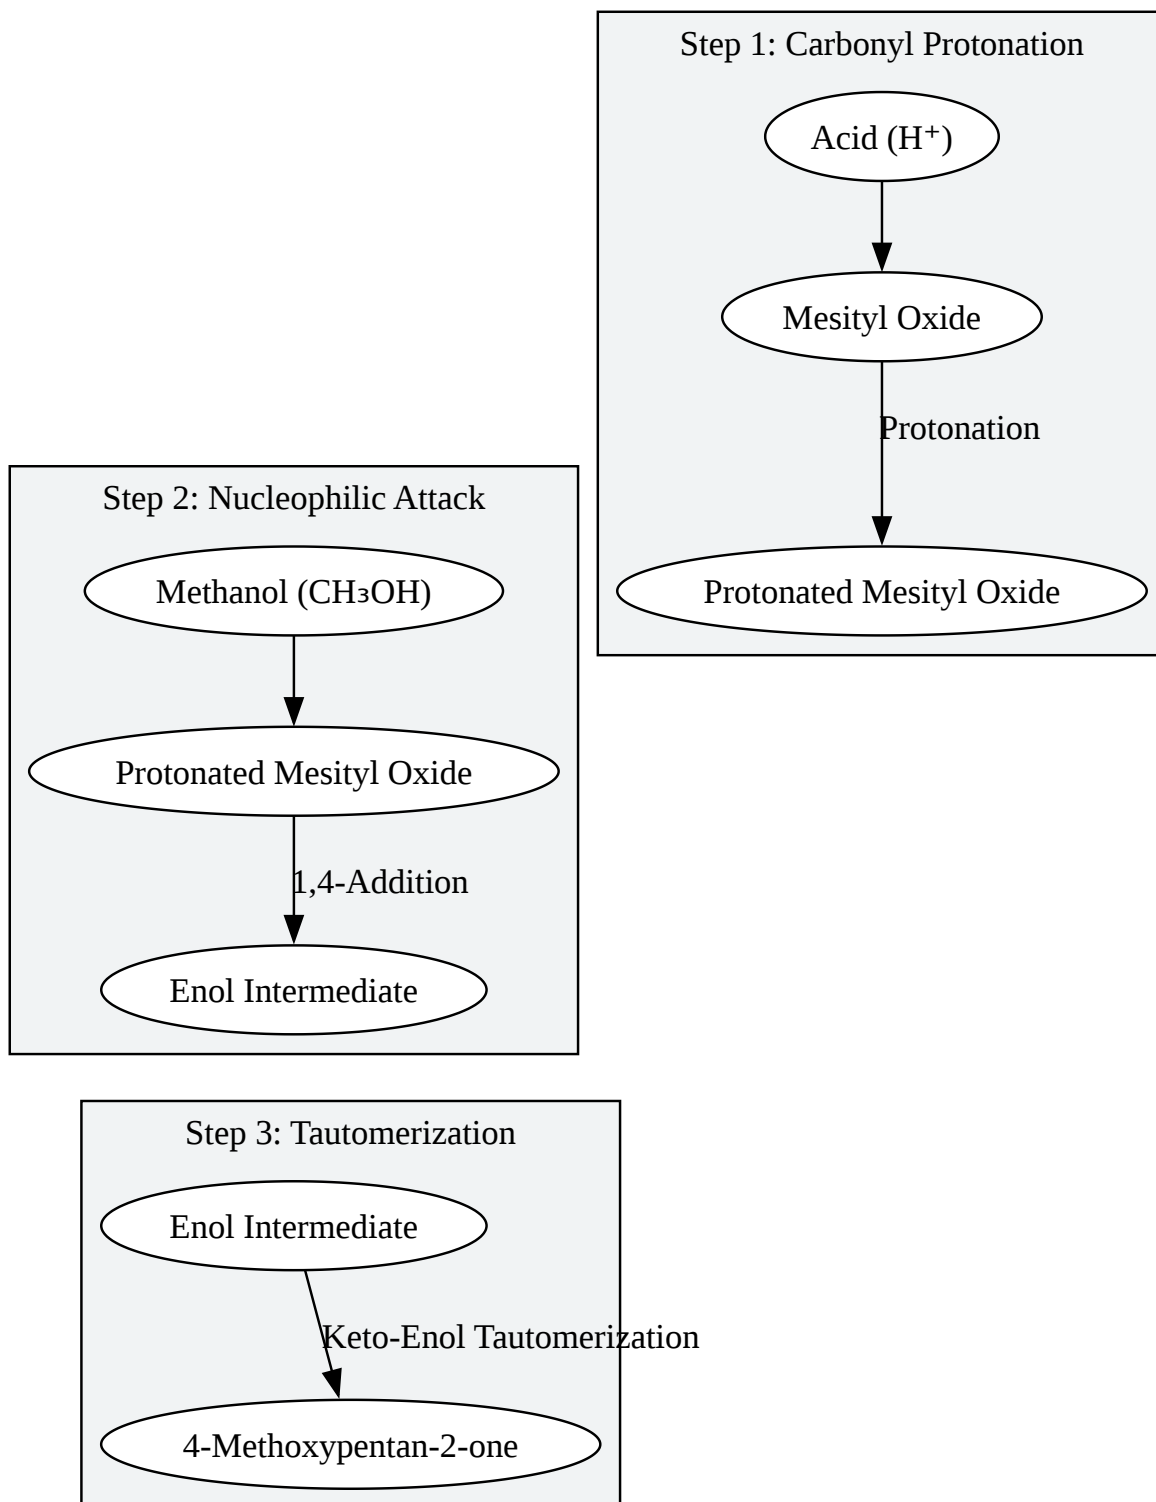 Step 1: Carbonyl Protonation
Acid (H⁺)
Mesityl Oxide
Protonation
Protonated Mesityl Oxide
Step 2: Nucleophilic Attack
Methanol (CH₃OH)
Protonated Mesityl Oxide
1,4-Addition
Enol Intermediate
Step 3: Tautomerization
Enol Intermediate
Keto-Enol Tautomerization
4-Methoxypentan-2-one